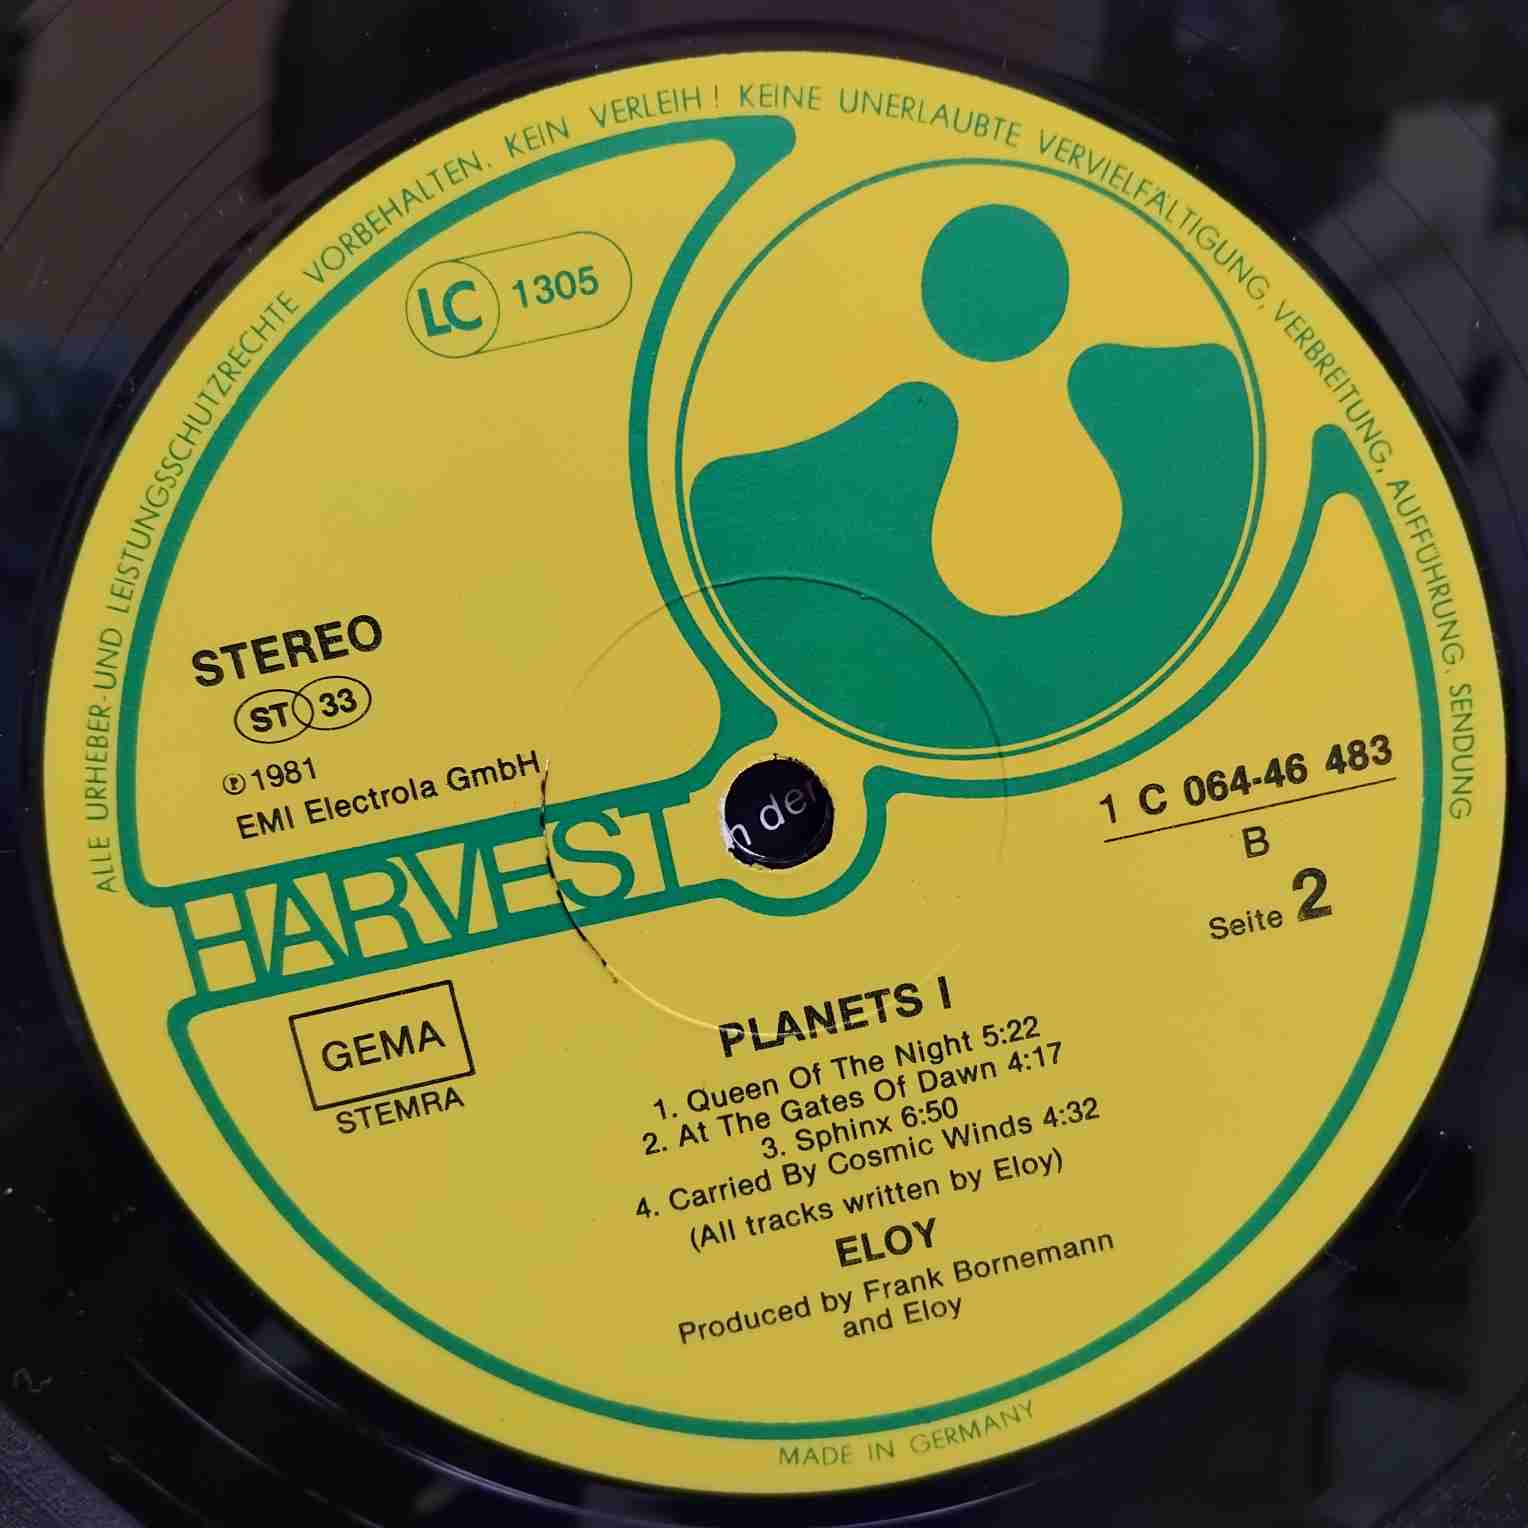 ALLE URHEBER-UND LEISTUNGSSCHUTZRECHTE VORBEHALTEN. KEIN VERLEIH! KEINE UNERLAUBTE VERVIELFÄLTIGUNG, VERBREITUNG, AUFFÜHRUNG, SENDUNG
LC 1305
STEREO
ST 33
℗ 1981
EMI Electrola GmbH
HARVEST
n der
1 C 064-46 483
B
Seite 2
GEMA
STEMRA
PLANETS I
1. Queen Of The Night 5:22
2. At The Gates Of Dawn 4:17
3. Sphinx 6:50
4. Carried By Cosmic Winds 4:32
(All tracks written by Eloy)
ELOY
Produced by Frank Bornemann
and Eloy
MADE IN GERMANY